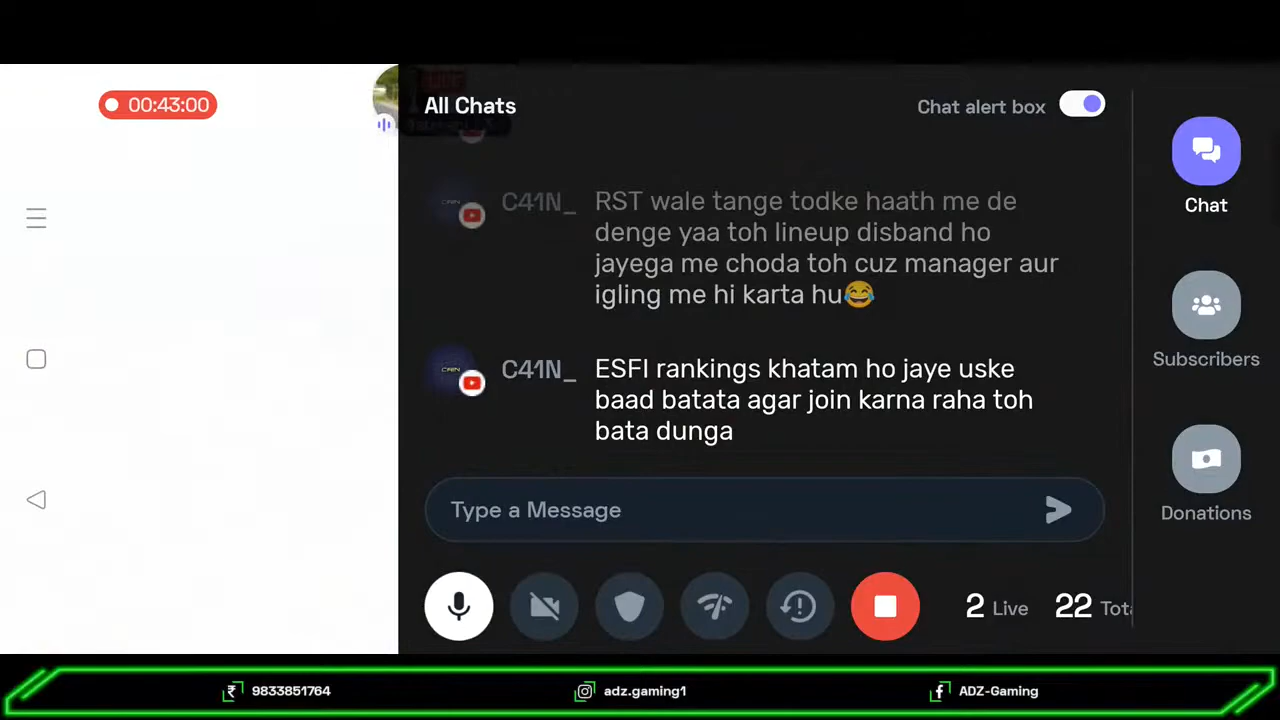 00:43:00
All Chats
Chat alert box
C41N_
RST wale tange todke haath me de
denge yaa toh lineup disband ho
jayega me choda toh cuz manager aur
igling me hi karta hu😂
C41N_
ESFI rankings khatam ho jaye uske
baad batata agar join karna raha toh
bata dunga
Type a Message
2 Live
22
Chat
Subscribers
Donations
₹ 9833851764
adz.gaming1
ADZ-Gaming